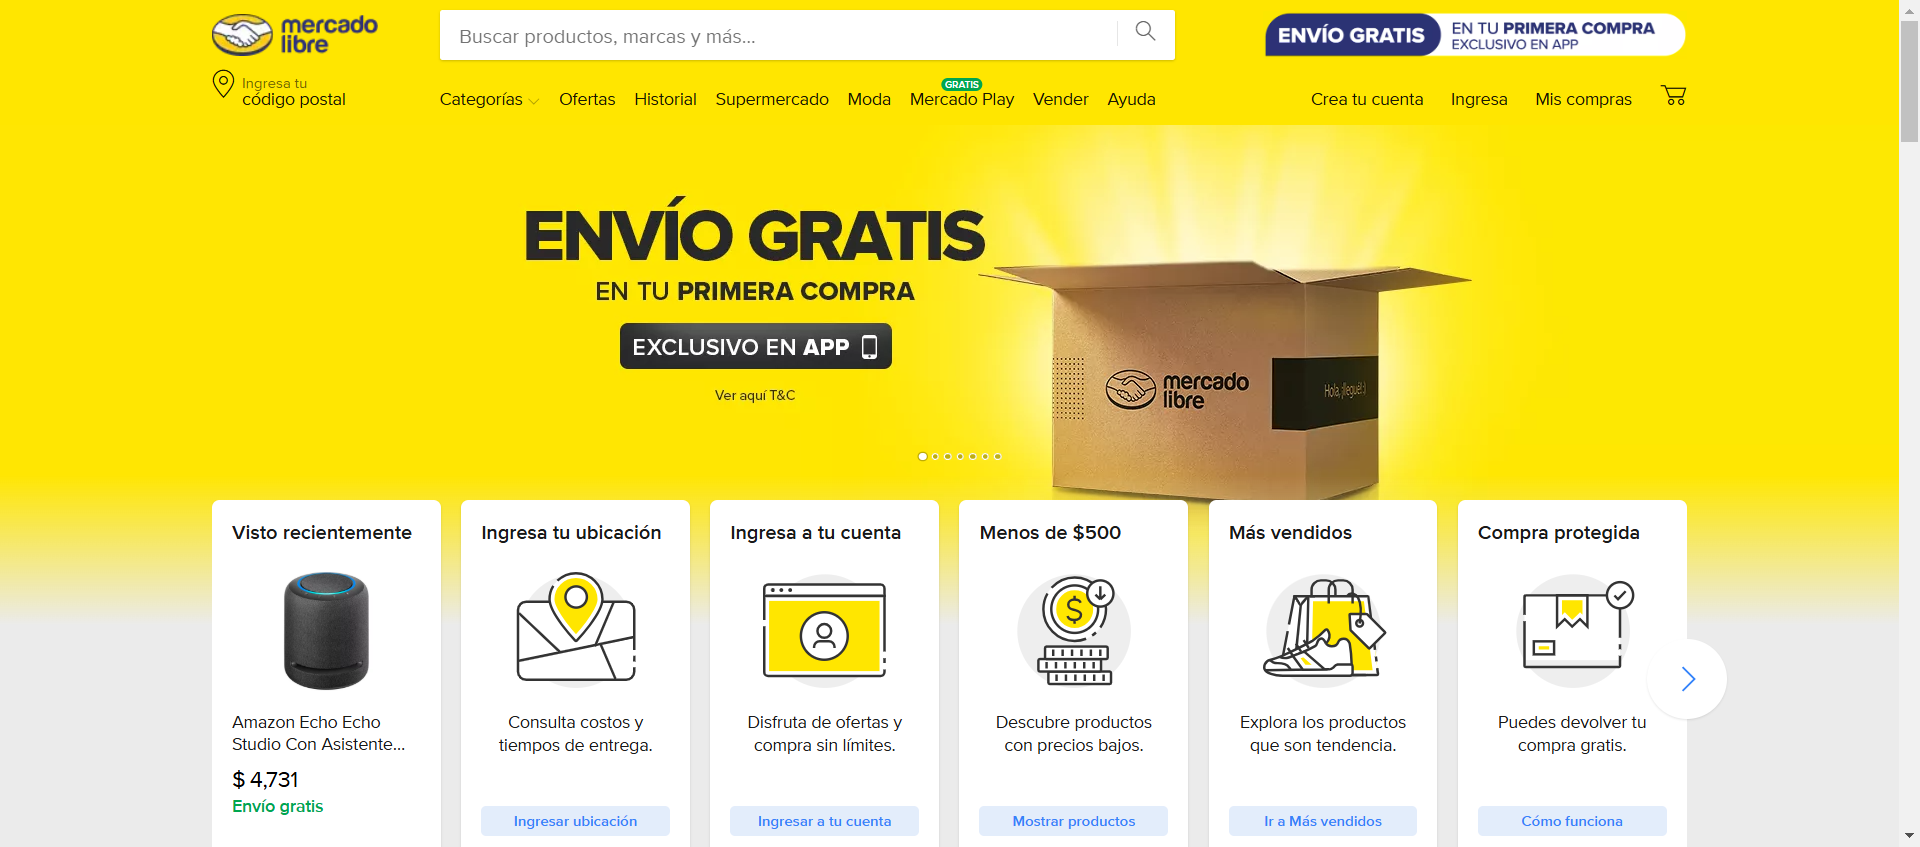 mercado
libre
Buscar productos, marcas y más...
ENVÍO GRATIS
EN TU PRIMERA COMPRA
EXCLUSIVO EN APP
Ingresa tu
código postal
Categorías
Ofertas
Historial
Supermercado
Moda
GRATIS
Mercado Play
Vender
Ayuda
Crea tu cuenta
Ingresa
Mis compras
ENVÍO GRATIS
EN TU PRIMERA COMPRA
EXCLUSIVO EN APP
Ver aquí T&C
mercado
libre
Hola, ¡llegué! :)
Visto recientemente
Amazon Echo Echo
Studio Con Asistente...
$ 4,731
Envío gratis
Ingresa tu ubicación
Consulta costos y
tiempos de entrega.
Ingresar ubicación
Ingresa a tu cuenta
Disfruta de ofertas y
compra sin límites.
Ingresar a tu cuenta
Menos de $500
$
Descubre productos
con precios bajos.
Mostrar productos
Más vendidos
Explora los productos
que son tendencia.
Ir a Más vendidos
Compra protegida
Puedes devolver tu
compra gratis.
Cómo funciona